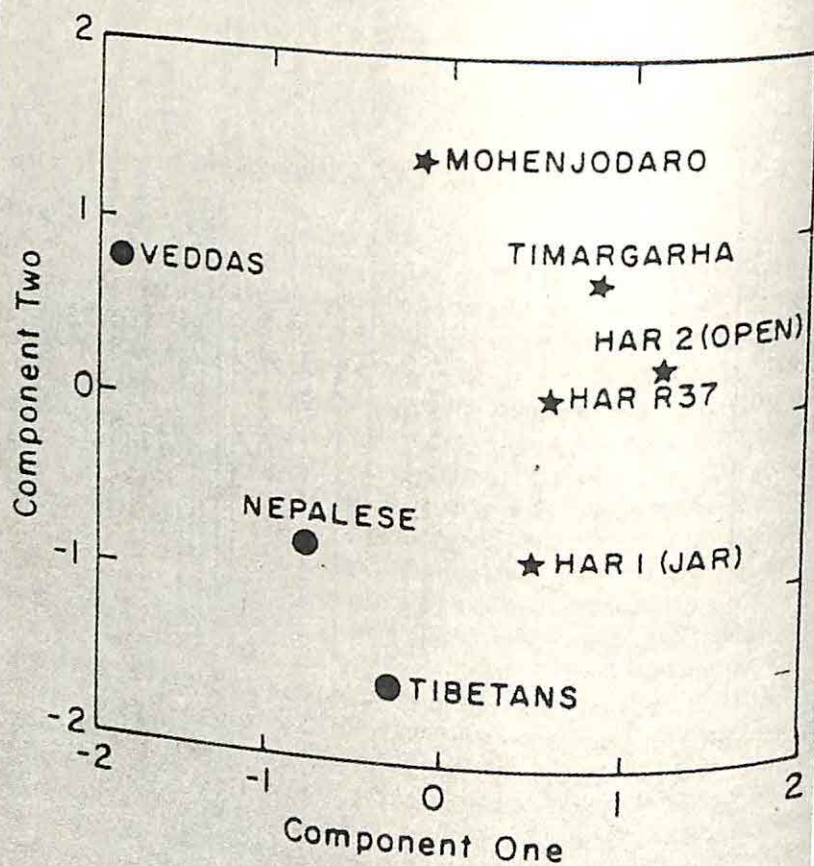 2
MOHENJODARO
1
VEDDAS
TIMARGARHA
HAR 2 (OPEN)
0
HAR R37
NEPALESE
-1
HAR 1 (JAR)
TIBETANS
-2
-2
-1
0
1
2
Component One
Component Two